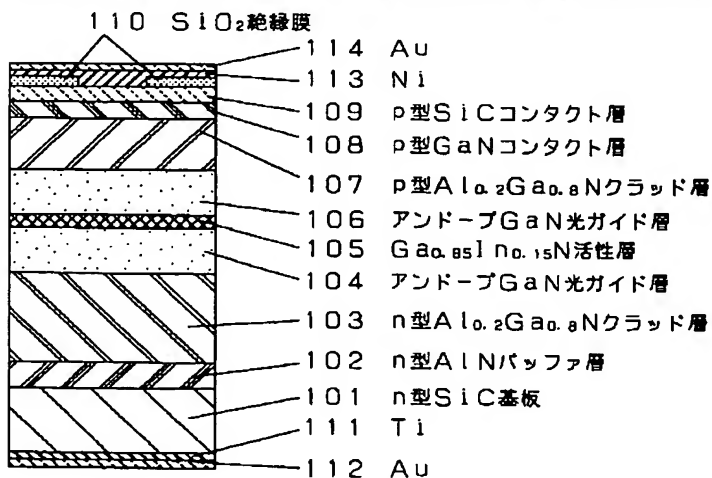 110 SiO₂絶縁膜
114 Au
113 Ni
109 p型SiCコンタクト層
108 p型GaNコンタクト層
107 p型Al₀.₂Ga₀.₈Nクラッド層
106 アンドープGaN光ガイド層
105 Ga₀.₈₅In₀.₁₅N活性層
104 アンドープGaN光ガイド層
103 n型Al₀.₂Ga₀.₈Nクラッド層
102 n型AlNバッファ層
101 n型SiC基板
111 Ti
112 Au